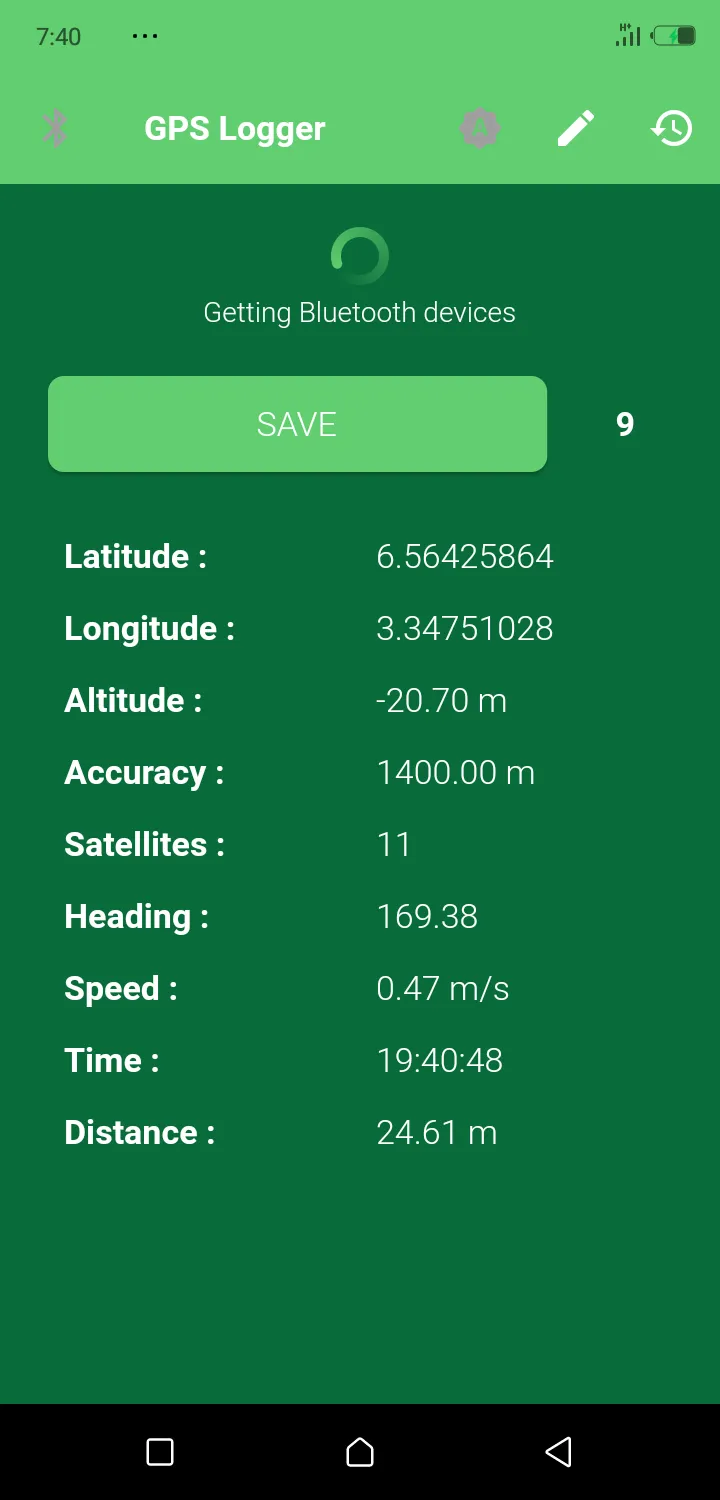 7:40 ... H+
GPS Logger
Getting Bluetooth devices
SAVE 9
Latitude : 6.56425864
Longitude : 3.34751028
Altitude : -20.70 m
Accuracy : 1400.00 m
Satellites : 11
Heading : 169.38
Speed : 0.47 m/s
Time : 19:40:48
Distance : 24.61 m